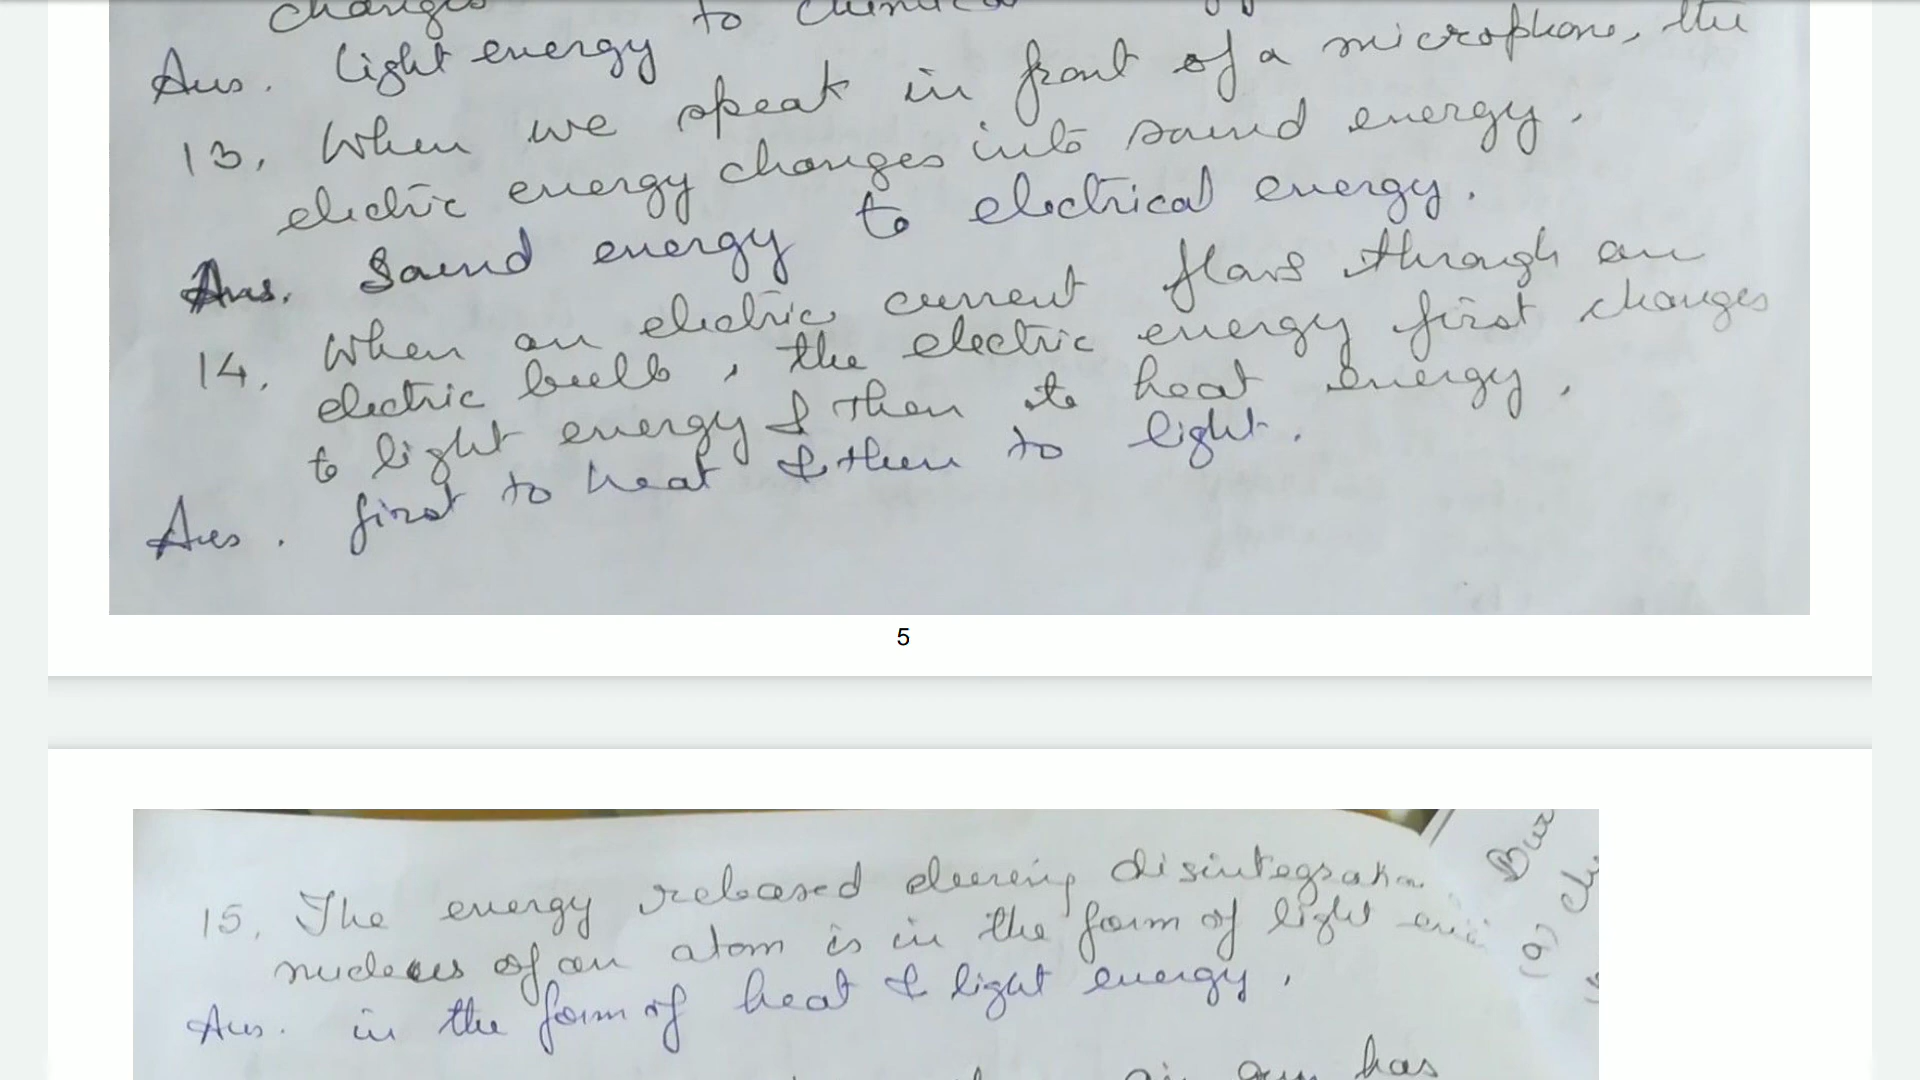 changes to chemical
Ans. light energy
13. When we speak in front of a microphone, the
electric energy changes into sound energy.
Ans. Sound energy to electrical energy.
14. When an electric current flows through an
electric bulb, the electric energy first changes
to light energy & then to heat energy.
Ans. first to heat & then to light.
5
15. The energy released during
nucleus of an atom is in the form of light
Ans. in the form of heat & light energy.
has